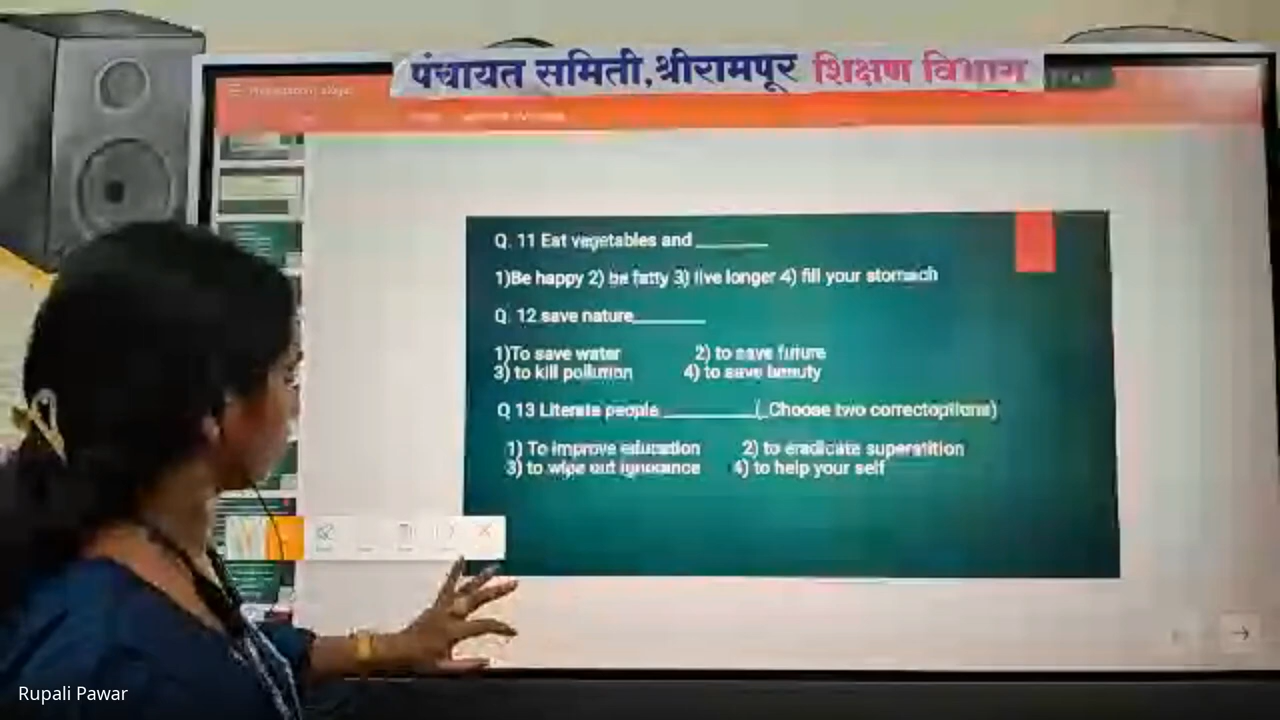 पंचायत समिती,श्रीरामपूर शिक्षण विभाग
Q. 11 Eat vegetables and ________
1)Be happy 2) be fatty 3) live longer 4) fill your stomach
Q. 12 save nature________
1)To save water 2) to save future
3) to kill pollution 4) to save beauty
Q 13 Literate people __________(_Choose two correctoptions)
1) To improve education 2) to eradicate superstition
3) to wipe out ignorance 4) to help your self
Rupali Pawar